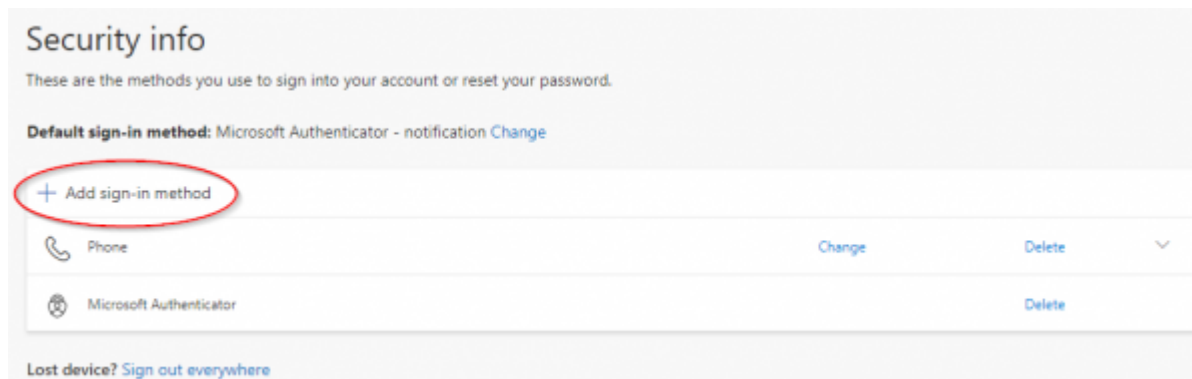 Security info
These are the methods you use to sign into your account or reset your password.
Default sign-in method: Microsoft Authenticator - notification Change
+ Add sign-in method
Phone Change Delete
Microsoft Authenticator Delete
Lost device? Sign out everywhere